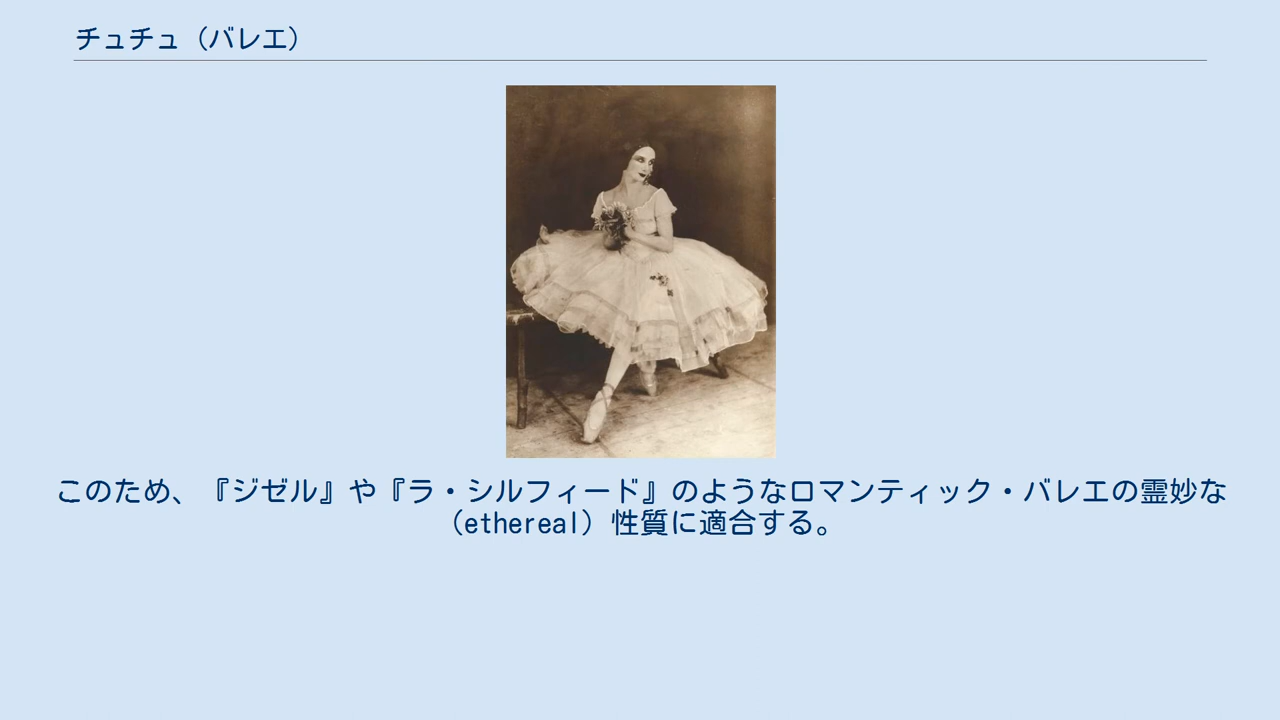 チュチュ（バレエ）
このため、『ジゼル』や『ラ・シルフィード』のようなロマンティック・バレエの霊妙な
（ethereal）性質に適合する。